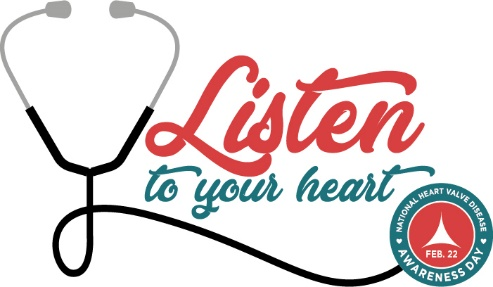 Listen
to your heart
NATIONAL HEART VALVE DISEASE
FEB. 22
AWARENESS DAY